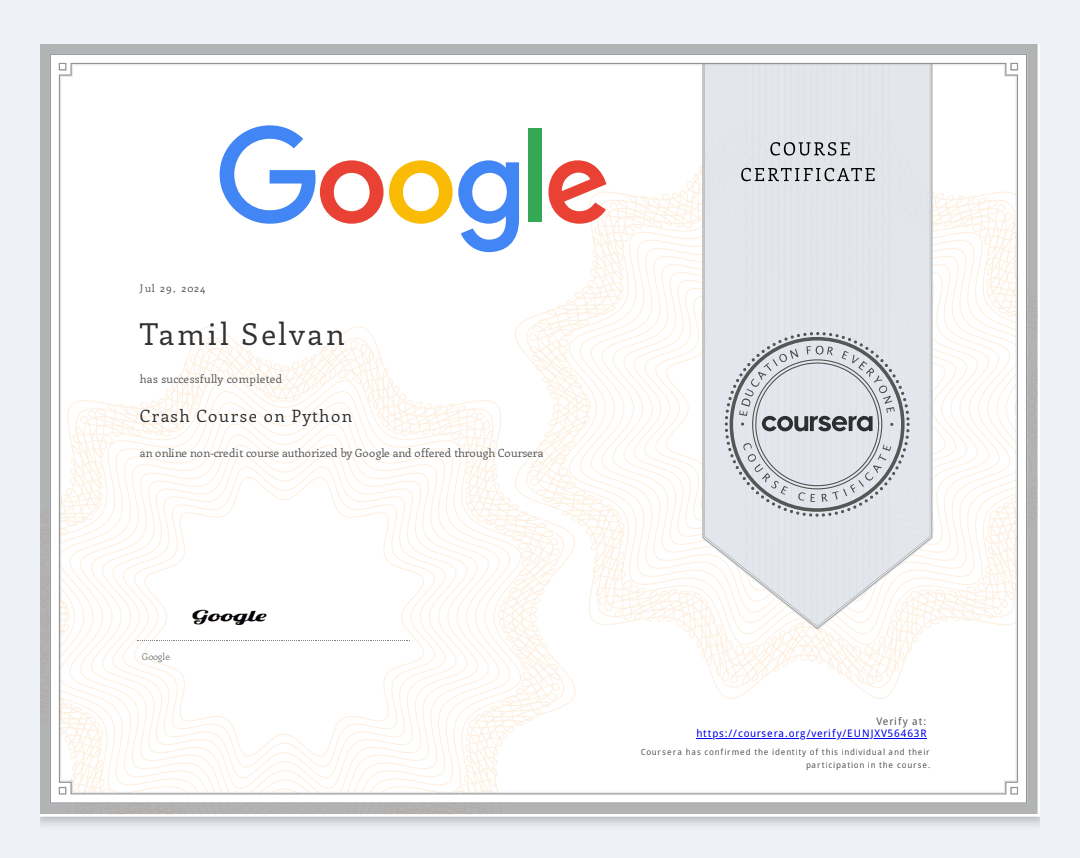 Google
COURSE
CERTIFICATE
Jul 29, 2024
Tamil Selvan
has successfully completed
Crash Course on Python
an online non-credit course authorized by Google and offered through Coursera
EDUCATION FOR EVERYONE
coursera
COURSE CERTIFICATE
Google
Google
Verify at:
https://coursera.org/verify/EUNJXV56463R
Coursera has confirmed the identity of this individual and their
participation in the course.